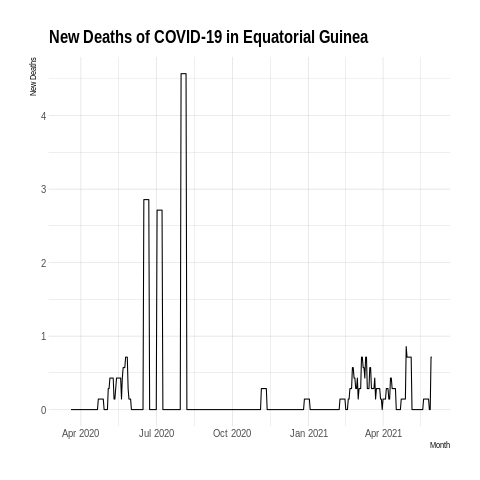 New Deaths of COVID-19 in Equatorial Guinea
New Deaths
4
3
2
1
0
Apr 2020 Jul 2020 Oct 2020 Jan 2021 Apr 2021
Month